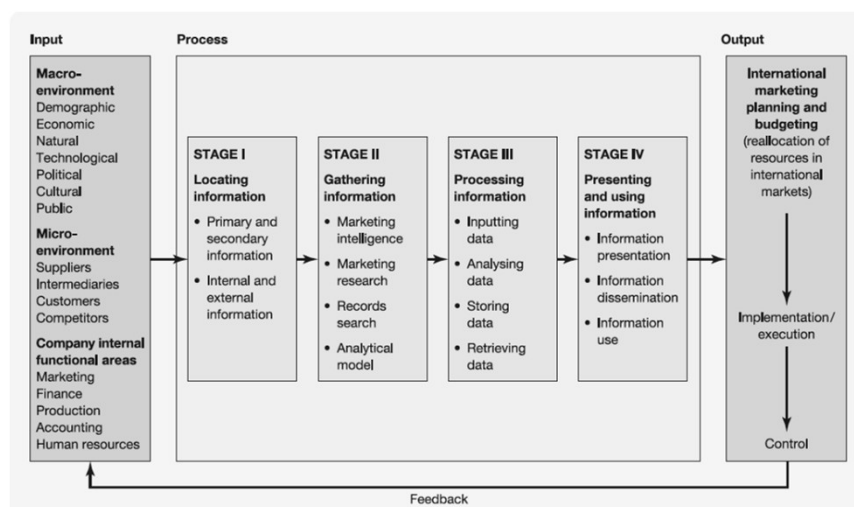 Input
Process
Output
Macro-
environment
Demographic
Economic
Natural
Technological
Political
Cultural
Public
Micro-
environment
Suppliers
Intermediaries
Customers
Competitors
Company internal
functional areas
Marketing
Finance
Production
Accounting
Human resources
STAGE I
Locating
information
• Primary and
secondary
information
• Internal and
external
information
STAGE II
Gathering
information
• Marketing
intelligence
• Marketing
research
• Records
search
• Analytical
model
STAGE III
Processing
information
• Inputting
data
• Analysing
data
• Storing
data
• Retrieving
data
STAGE IV
Presenting
and using
information
• Information
presentation
• Information
dissemination
• Information
use
International
marketing
planning and
budgeting
(reallocation of
resources in
international
markets)
Implementation/
execution
Control
Feedback